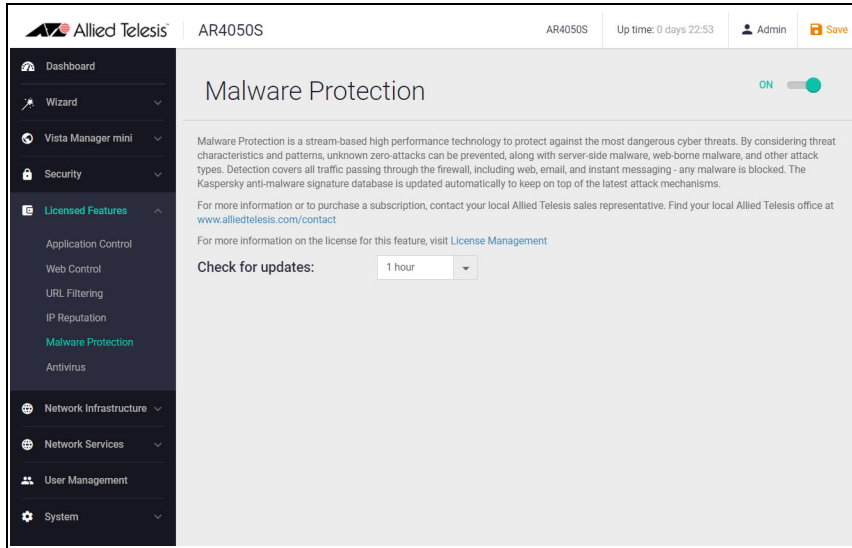 Allied Telesis
AR4050S
AR4050S
Up time: 0 days 22:53
Admin
Save
Dashboard
Wizard
Vista Manager mini
Security
Licensed Features
Application Control
Web Control
URL Filtering
IP Reputation
Malware Protection
Antivirus
Network Infrastructure
Network Services
User Management
System
Malware Protection
ON
Malware Protection is a stream-based high performance technology to protect against the most dangerous cyber threats. By considering threat
characteristics and patterns, unknown zero-attacks can be prevented, along with server-side malware, web-borne malware, and other attack
types. Detection covers all traffic passing through the firewall, including web, email, and instant messaging - any malware is blocked. The
Kaspersky anti-malware signature database is updated automatically to keep on top of the latest attack mechanisms.
For more information or to purchase a subscription, contact your local Allied Telesis sales representative. Find your local Allied Telesis office at
www.alliedtelesis.com/contact
For more information on the license for this feature, visit License Management
Check for updates:
1 hour